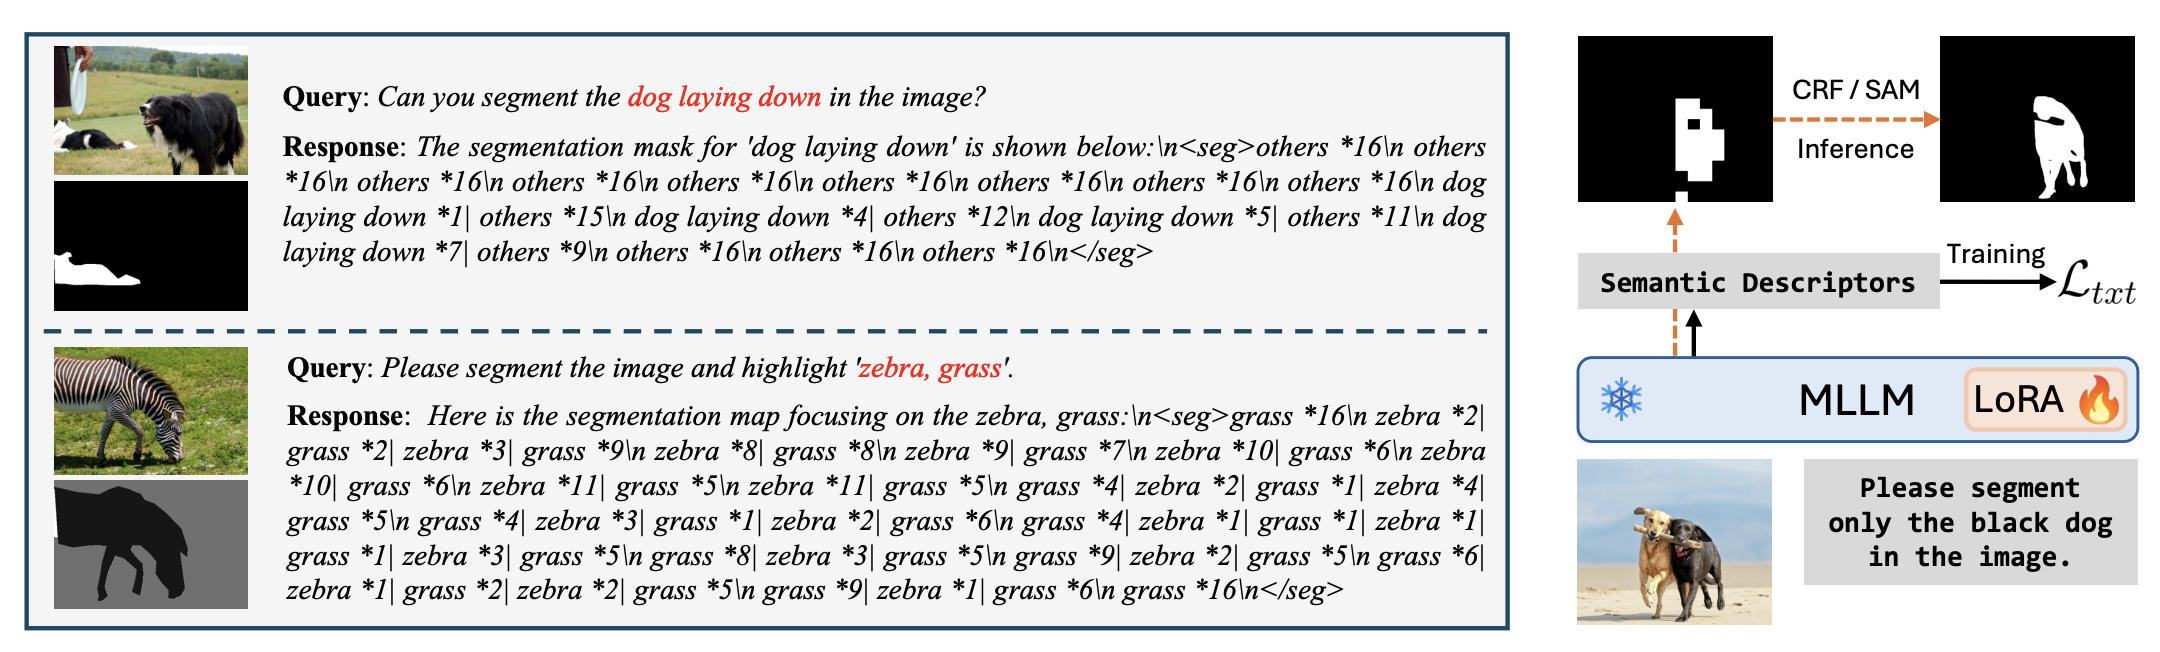 Query: Can you segment the dog laying down in the image?
Response: The segmentation mask for 'dog laying down' is shown below:\n<seg>others *16\n others
*16\n others *16\n others *16\n others *16\n others *16\n others *16\n others *16\n others *16\n dog
laying down *1| others *15\n dog laying down *4| others *12\n dog laying down *5| others *11\n dog
laying down *7| others *9\n others *16\n others *16\n others *16\n</seg>
Query: Please segment the image and highlight 'zebra, grass'.
Response: Here is the segmentation map focusing on the zebra, grass:\n<seg>grass *16\n zebra *2|
grass *2| zebra *3| grass *9\n zebra *8| grass *8\n zebra *9| grass *7\n zebra *10| grass *6\n zebra
*10| grass *6\n zebra *11| grass *5\n zebra *11| grass *5\n grass *4| zebra *2| grass *1| zebra *4|
grass *5\n grass *4| zebra *3| grass *1| zebra *2| grass *6\n grass *4| zebra *1| grass *1| zebra *1|
grass *1| zebra *3| grass *5\n grass *8| zebra *3| grass *5\n grass *9| zebra *2| grass *5\n grass *6|
zebra *1| grass *2| zebra *2| grass *5\n grass *9| zebra *1| grass *6\n grass *16\n</seg>
CRF / SAM
Inference
Semantic Descriptors
Training
ℒtxt
MLLM
LoRA
Please segment
only the black dog
in the image.